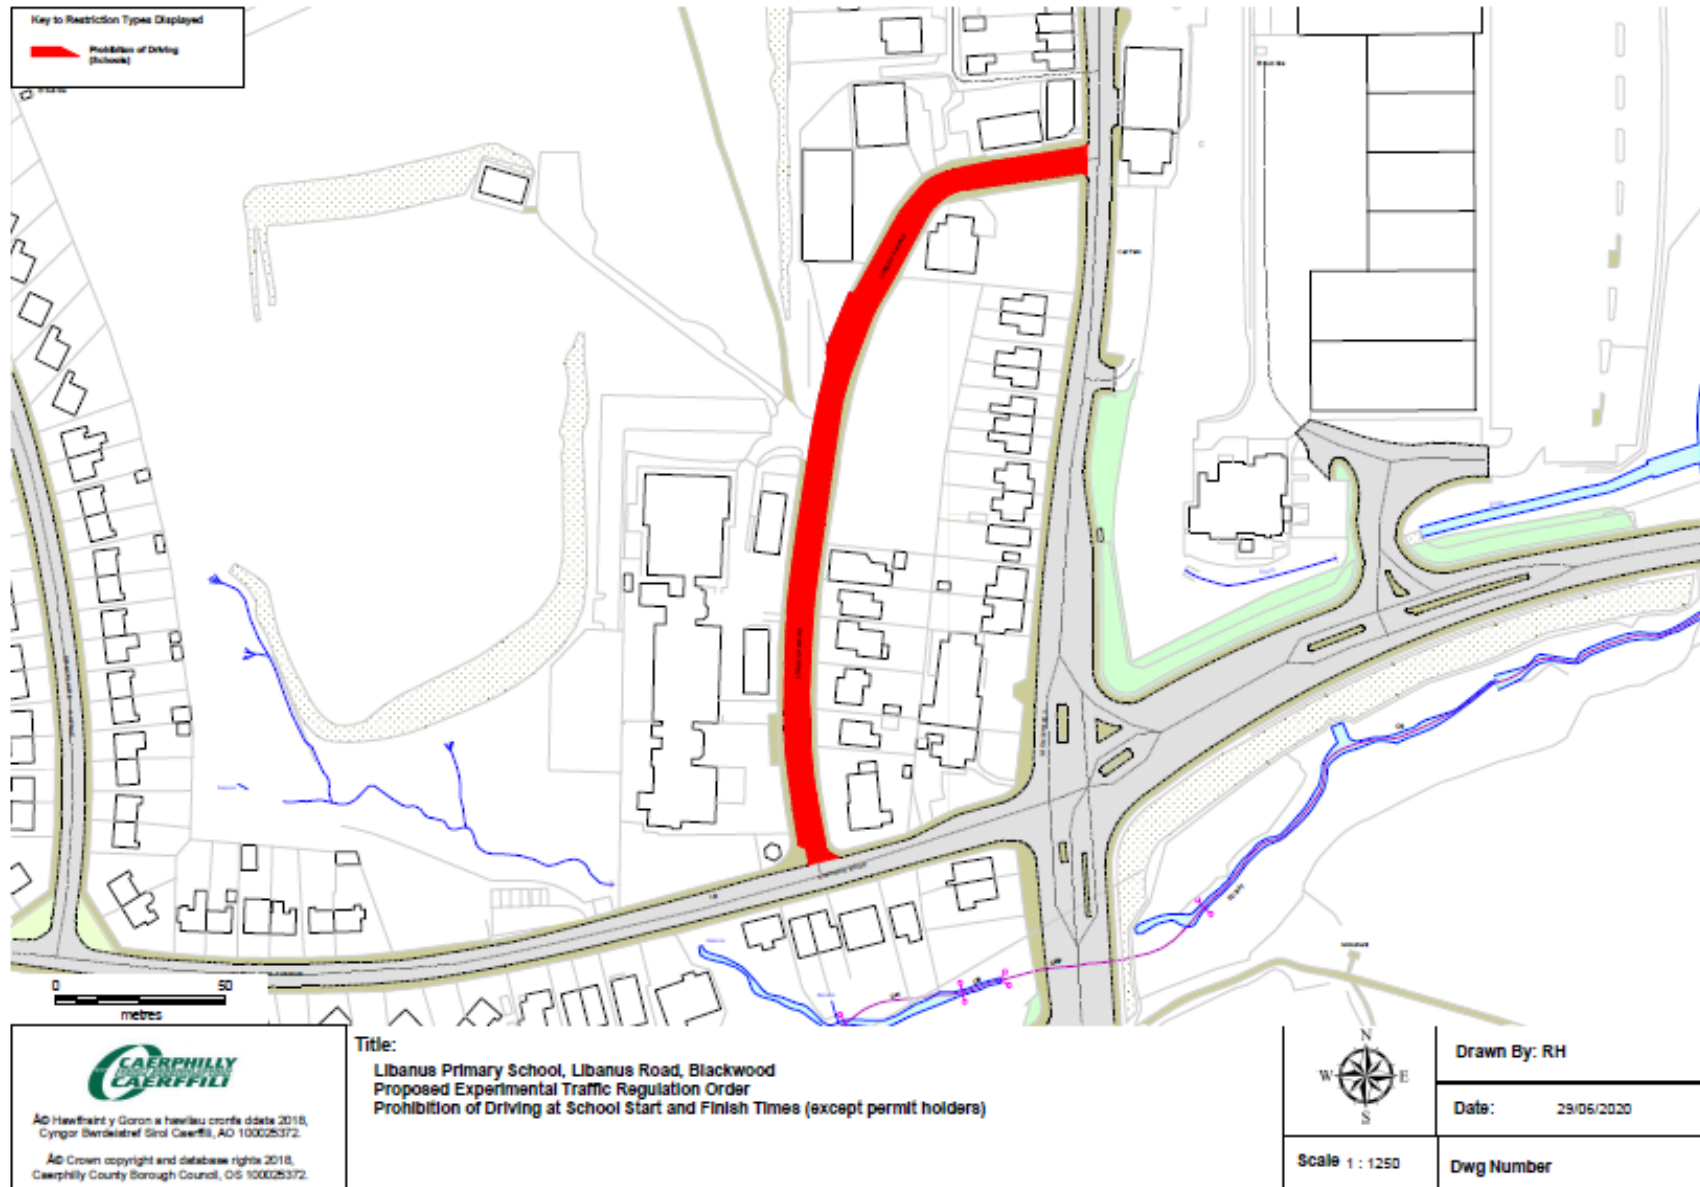 Key to Restriction Types Displayed
Prohibition of Driving
(Schools)
0 50
metres
CAERPHILLY
CAERFFILI
Â© Hawlfraint y Goron a hawliau cronfa ddata 2018,
Cyngor Bwrdeistref Sirol Caerffili, AO 100025372.
Â© Crown copyright and database rights 2018,
Caerphilly County Borough Council, OS 100025372.
Title:
Libanus Primary School, Libanus Road, Blackwood
Proposed Experimental Traffic Regulation Order
Prohibition of Driving at School Start and Finish Times (except permit holders)
N
W E
S
Drawn By: RH
Date: 29/06/2020
Scale 1 : 1250
Dwg Number